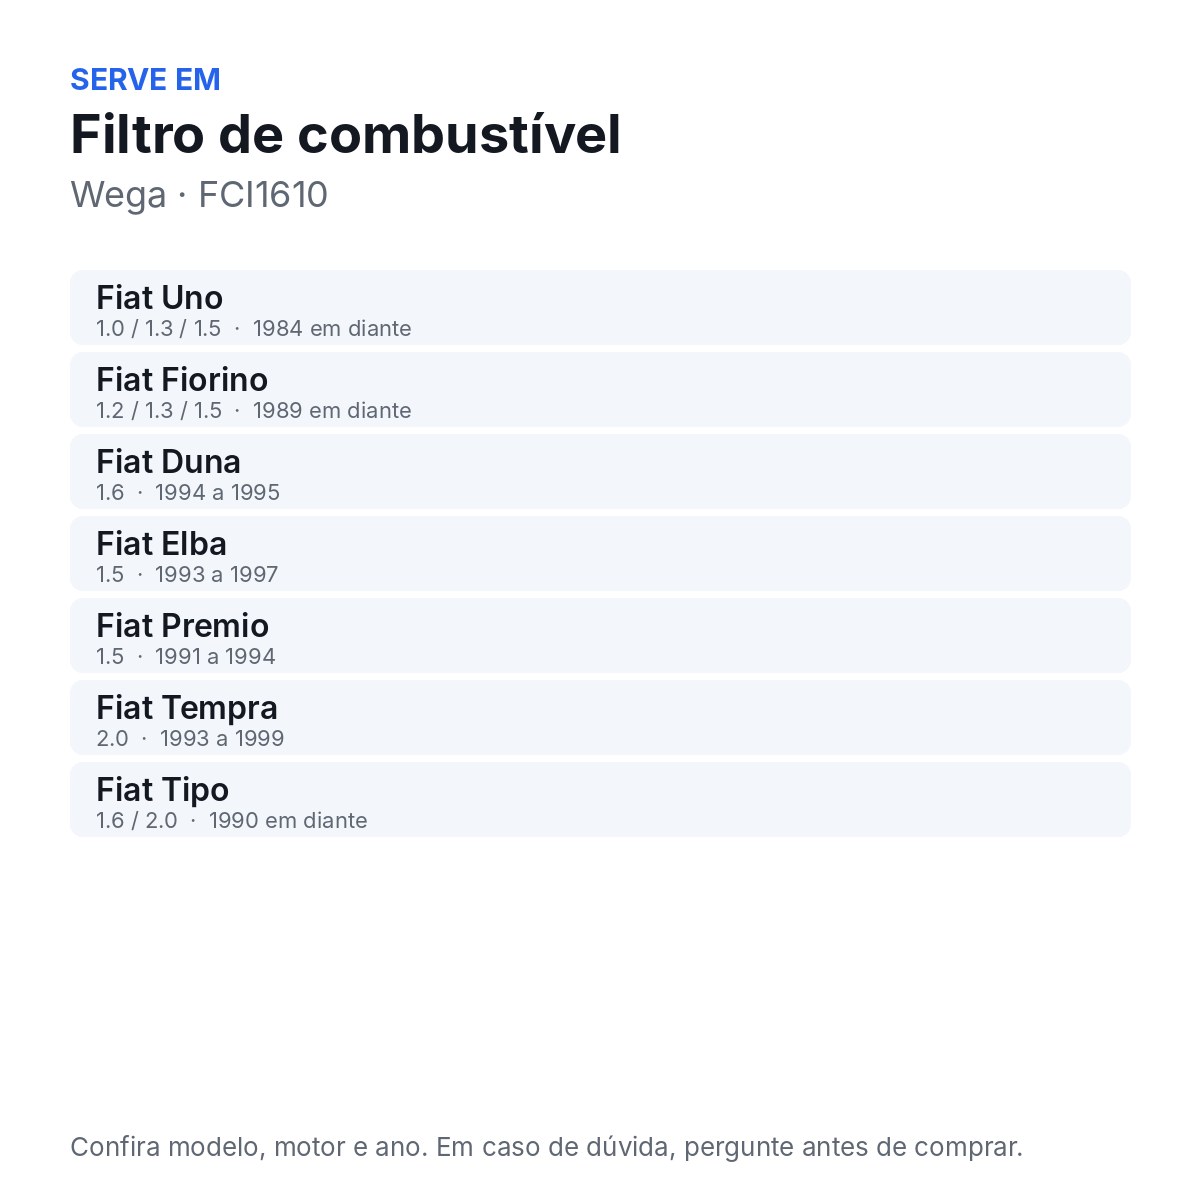 SERVE EM
Filtro de combustível
Wega · FCI1610
Fiat Uno
1.0 / 1.3 / 1.5 · 1984 em diante
Fiat Fiorino
1.2 / 1.3 / 1.5 · 1989 em diante
Fiat Duna
1.6 · 1994 a 1995
Fiat Elba
1.5 · 1993 a 1997
Fiat Premio
1.5 · 1991 a 1994
Fiat Tempra
2.0 · 1993 a 1999
Fiat Tipo
1.6 / 2.0 · 1990 em diante
Confira modelo, motor e ano. Em caso de dúvida, pergunte antes de comprar.